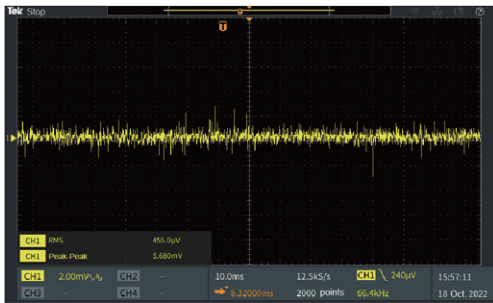 Tek Stop
T
1
CH1 RMS 455.0µV
CH1 Peak-Peak 5.680mV
CH1 2.00mV CH2 10.0ms 12.5kS/s CH1 240µV 15:57:11
CH3 CH4 8.32000ms 2000 points 66.4kHz 18 Oct. 2022